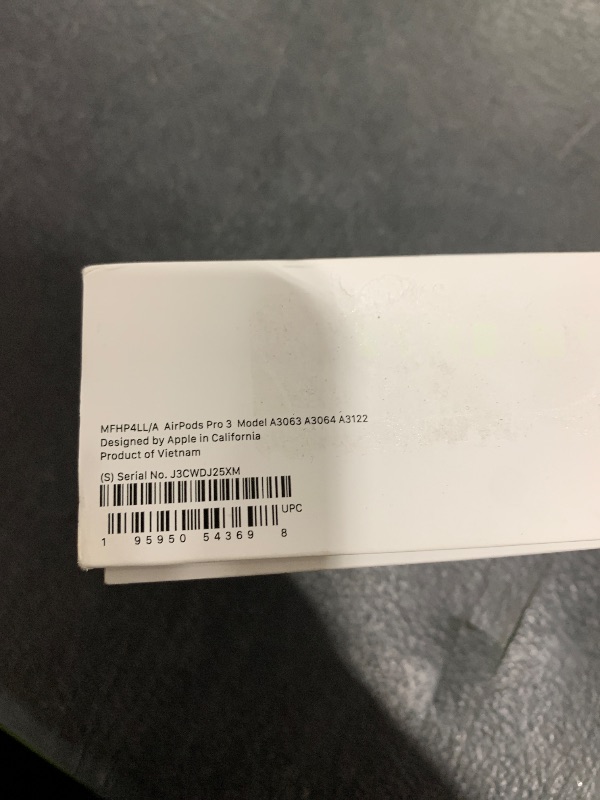 MFHP4LL/A AirPods Pro 3 Model A3063 A3064 A3122
Designed by Apple in California
Product of Vietnam
(S) Serial No. J3CWDJ25XM
UPC
1 95950 54369 8